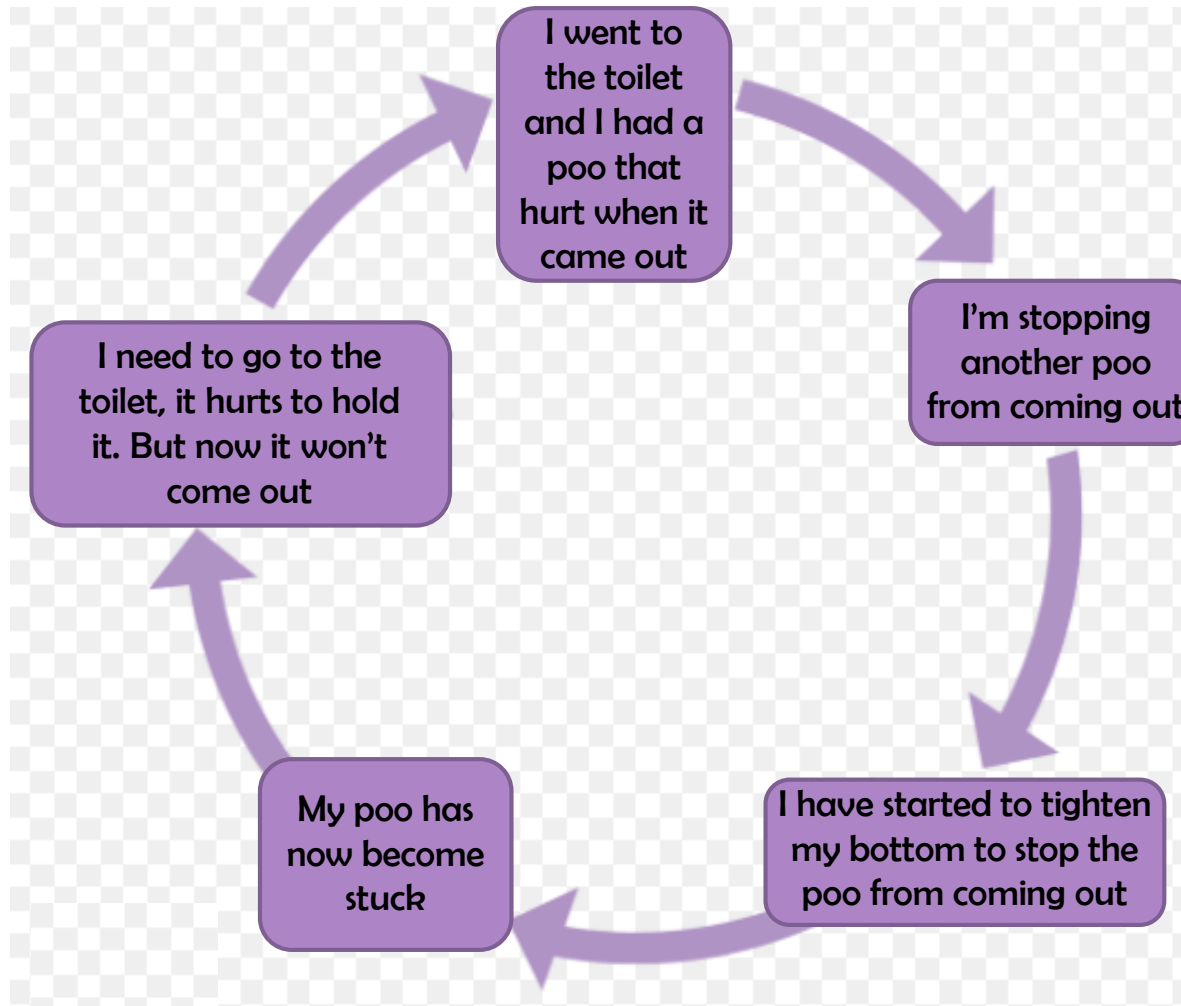 I went to
the toilet
and I had a
poo that
hurt when it
came out
I'm stopping
another poo
from coming out
I have started to tighten
my bottom to stop the
poo from coming out
My poo has
now become
stuck
I need to go to the
toilet, it hurts to hold
it. But now it won't
come out